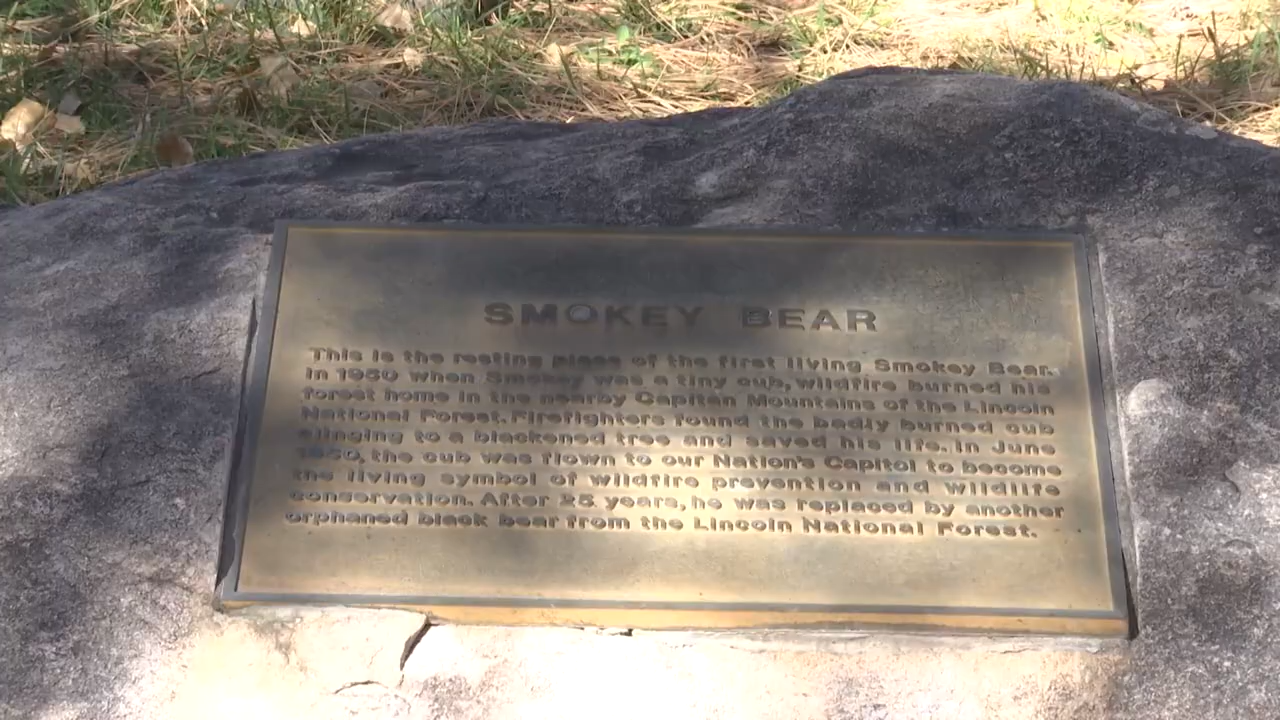 SMOKEY BEAR
This is the resting place of the first living Smokey Bear.
In 1950 when Smokey was a tiny cub, wildfire burned his
forest home in the nearby Capitan Mountains of the Lincoln
National Forest. Firefighters found the badly burned cub
clinging to a blackened tree and saved his life. In June
1950, the cub was flown to our Nation's Capitol to become
the living symbol of wildfire prevention and wildlife
conservation. After 25 years, he was replaced by another
orphaned black bear from the Lincoln National Forest.